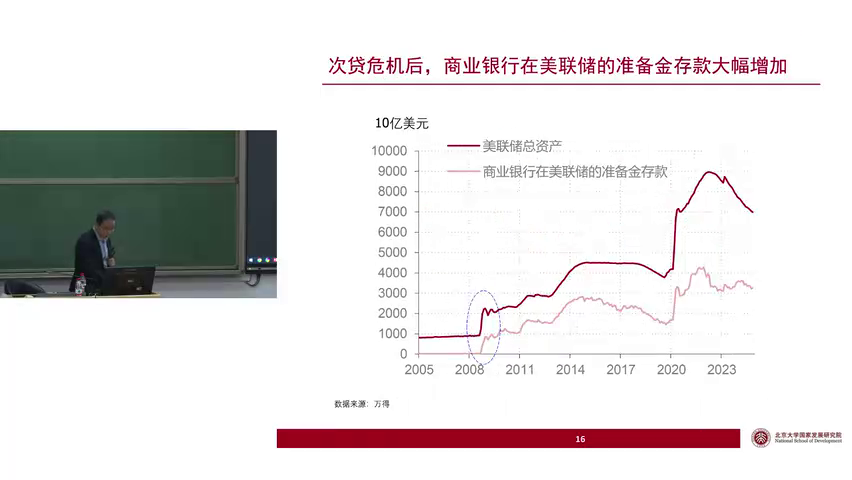 次贷危机后，商业银行在美联储的准备金存款大幅增加
10亿美元
美联储总资产
商业银行在美联储的准备金存款
10000
9000
8000
7000
6000
5000
4000
3000
2000
1000
0
2005 2008 2011 2014 2017 2020 2023
数据来源：万得
16
北京大学国家发展研究院
National School of Development